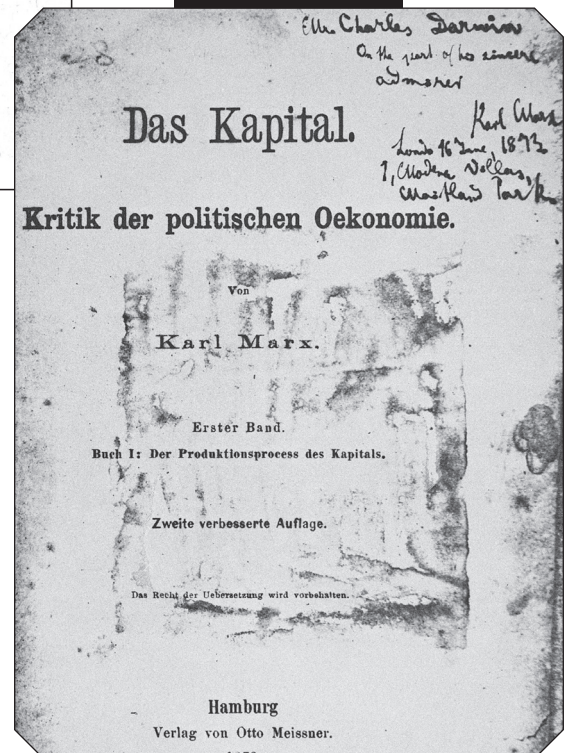 Mr. Charles Darwin
On the part of his sincere
admirer
Karl Marx
London 16 June, 1873
1, Modena Villas,
Maitland Park
Das Kapital.
Kritik der politischen Oekonomie.
Von
Karl Marx.
Erster Band.
Buch I: Der Produktionsprocess des Kapitals.
Zweite verbesserte Auflage.
Das Recht der Uebersetzung wird vorbehalten.
Hamburg
Verlag von Otto Meissner.